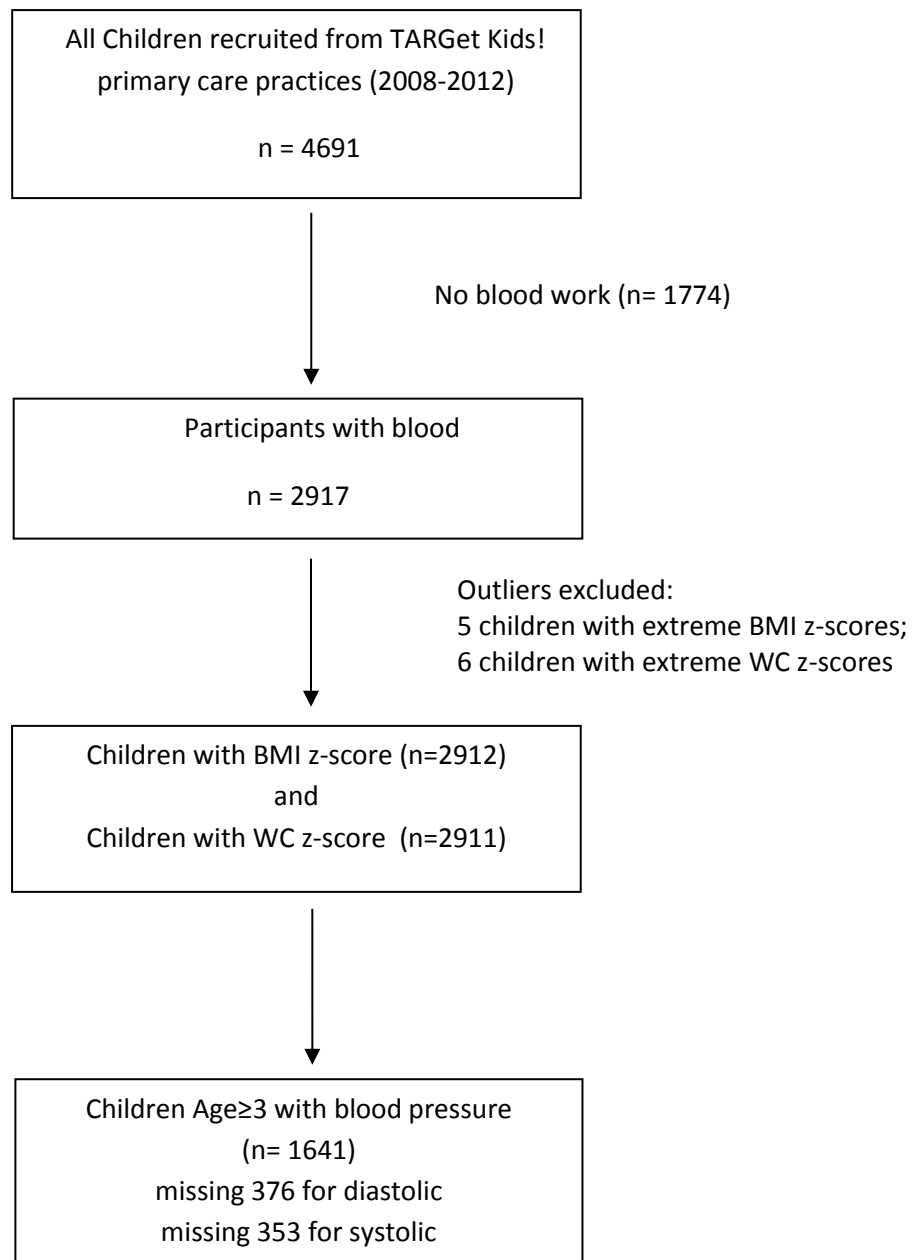 All Children recruited from TARGet Kids!
primary care practices (2008-2012)
n = 4691
No blood work (n= 1774)
Participants with blood
n = 2917
Outliers excluded:
5 children with extreme BMI z-scores;
6 children with extreme WC z-scores
Children with BMI z-score (n=2912)
and
Children with WC z-score  (n=2911)
Children Age≥3 with blood pressure
(n= 1641)
missing 376 for diastolic
missing 353 for systolic